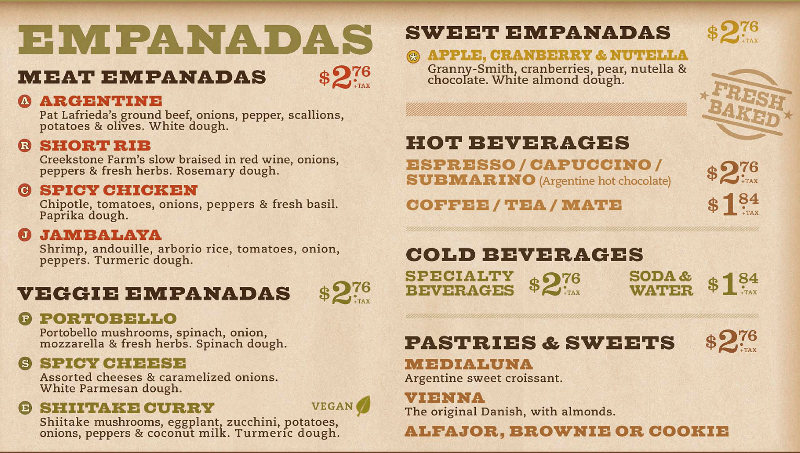 EMPANADAS
MEAT EMPANADAS $2.76 +TAX
A ARGENTINE
Pat Lafrieda's ground beef, onions, pepper, scallions,
potatoes & olives. White dough.
R SHORT RIB
Creekstone Farm's slow braised in red wine, onions,
peppers & fresh herbs. Rosemary dough.
C SPICY CHICKEN
Chipotle, tomatoes, onions, peppers & fresh basil.
Paprika dough.
J JAMBALAYA
Shrimp, andouille, arborio rice, tomatoes, onion,
peppers. Turmeric dough.
VEGGIE EMPANADAS $2.76 +TAX
P PORTOBELLO
Portobello mushrooms, spinach, onion,
mozzarella & fresh herbs. Spinach dough.
S SPICY CHEESE
Assorted cheeses & caramelized onions.
White Parmesan dough.
E SHIITAKE CURRY VEGAN
Shiitake mushrooms, eggplant, zucchini, potatoes,
onions, peppers & coconut milk. Turmeric dough.
SWEET EMPANADAS $2.76 +TAX
APPLE, CRANBERRY & NUTELLA
Granny-Smith, cranberries, pear, nutella &
chocolate. White almond dough.
FRESH
BAKED
HOT BEVERAGES
ESPRESSO / CAPUCCINO /
SUBMARINO (Argentine hot chocolate) $2.76 +TAX
COFFEE / TEA / MATE $1.84 +TAX
COLD BEVERAGES
SPECIALTY
BEVERAGES $2.76 +TAX
SODA &
WATER $1.84 +TAX
PASTRIES & SWEETS $2.76 +TAX
MEDIALUNA
Argentine sweet croissant.
VIENNA
The original Danish, with almonds.
ALFAJOR, BROWNIE OR COOKIE